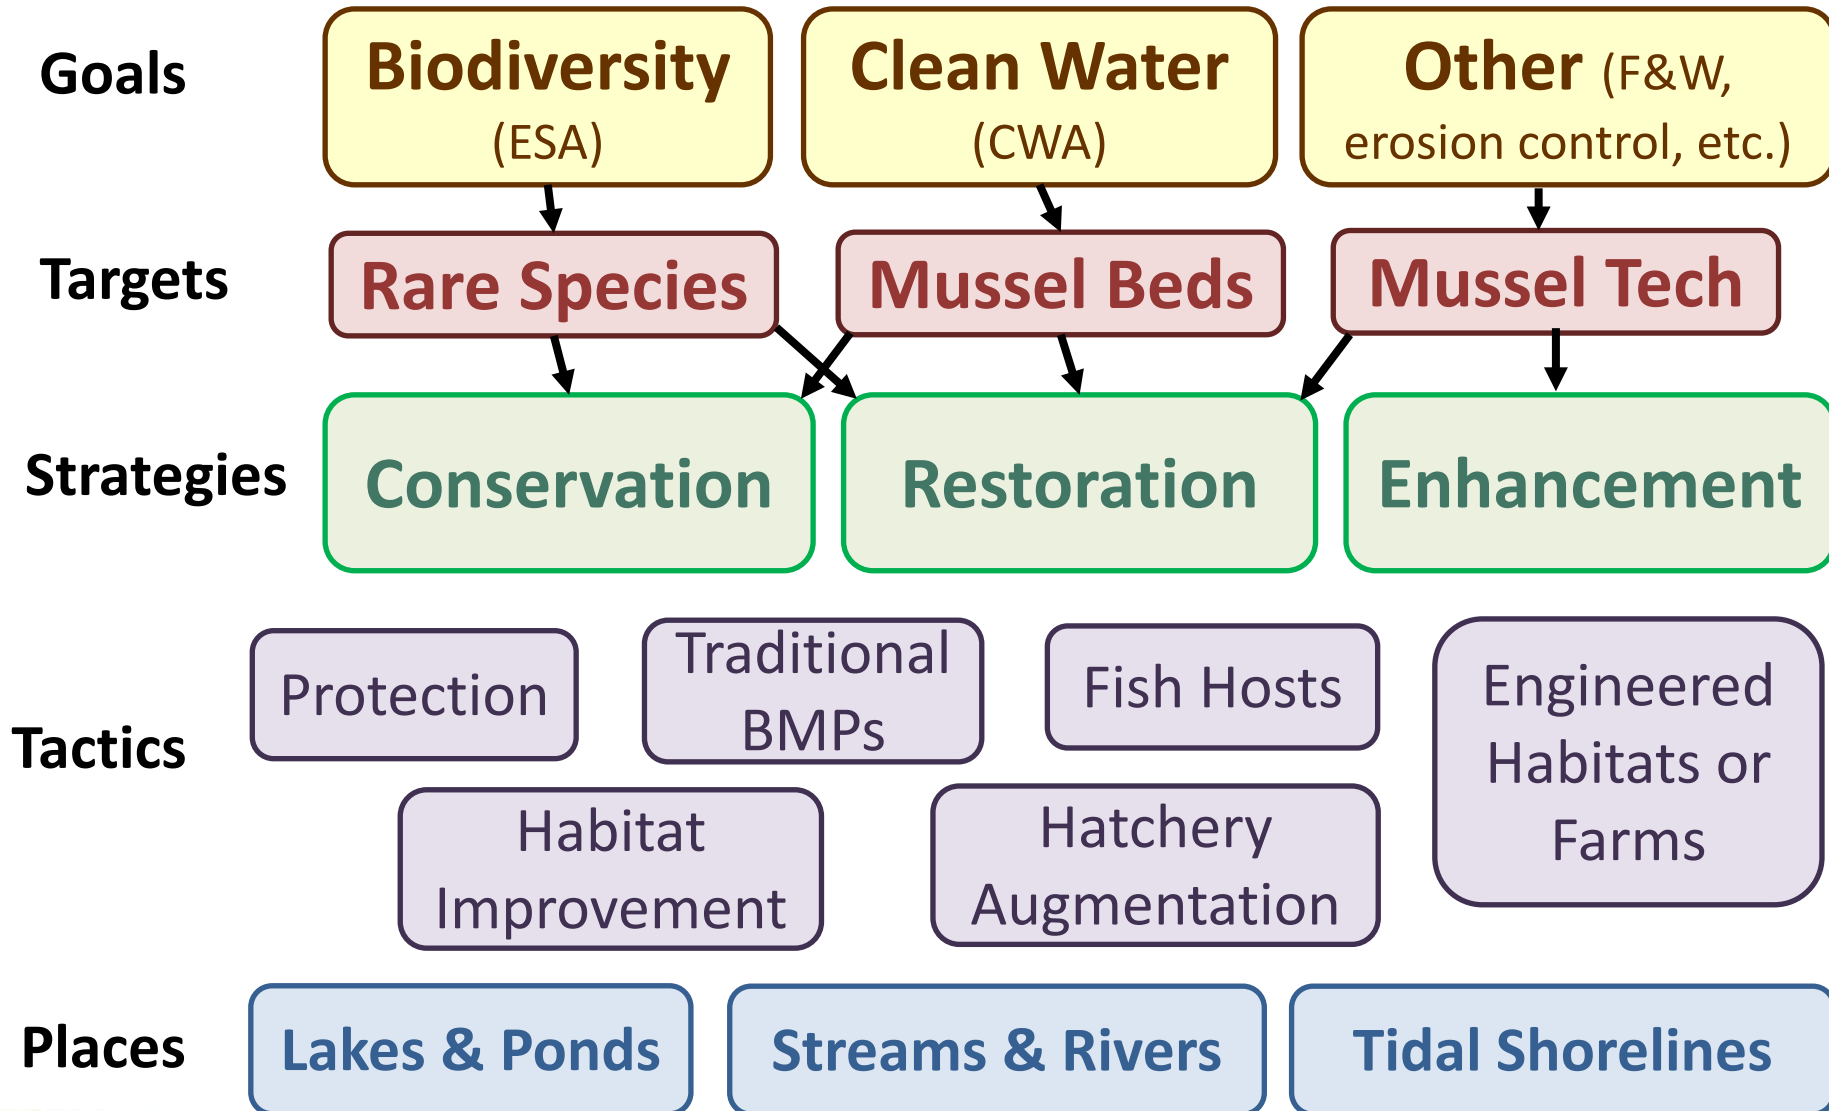 Goals
Biodiversity
(ESA)
Clean Water
(CWA)
Other (F&W,
erosion control, etc.)
Targets
Rare Species
Mussel Beds
Mussel Tech
Strategies
Conservation
Restoration
Enhancement
Tactics
Protection
Traditional
BMPs
Fish Hosts
Engineered
Habitats or
Farms
Habitat
Improvement
Hatchery
Augmentation
Places
Lakes & Ponds
Streams & Rivers
Tidal Shorelines